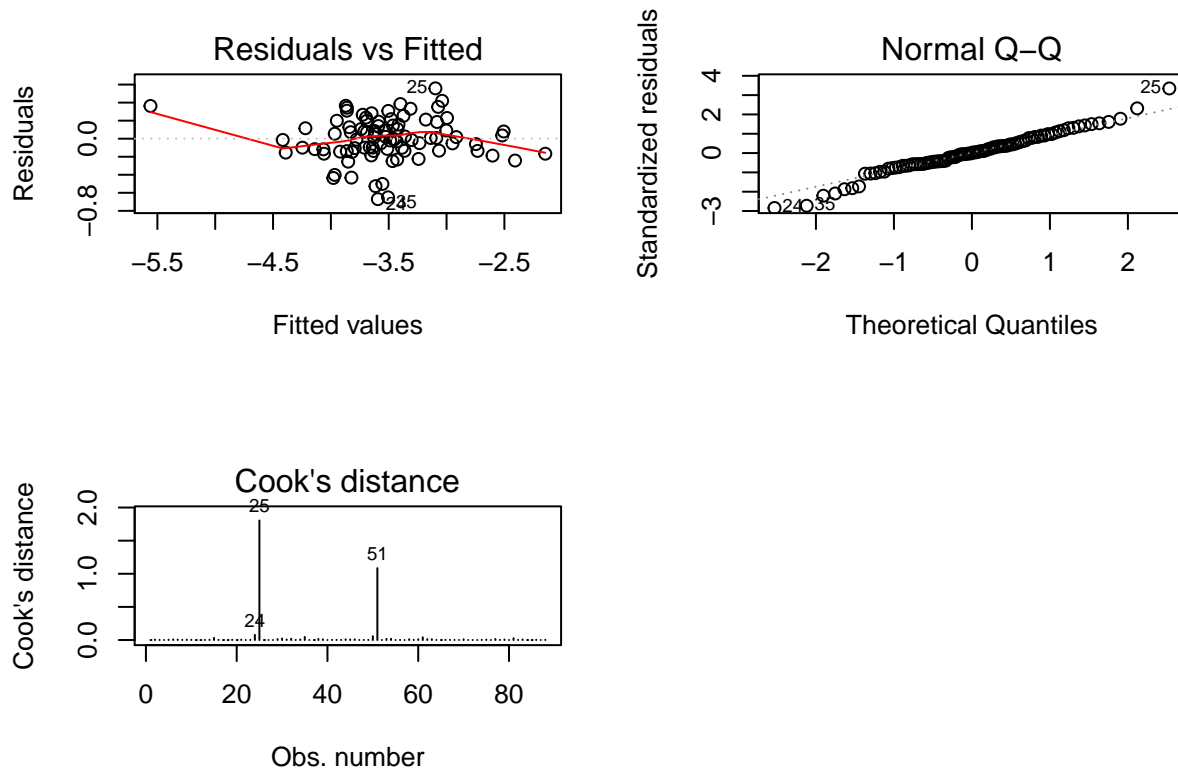 Residuals vs Fitted
Residuals
0.0
−0.8
25
24
35
−5.5 −4.5 −3.5 −2.5
Fitted values
Normal Q−Q
Standardized residuals
4
2
0
−3
25
24 35
−2 −1 0 1 2
Theoretical Quantiles
Cook's distance
Cook's distance
2.0
1.0
0.0
25
51
24
0 20 40 60 80
Obs. number